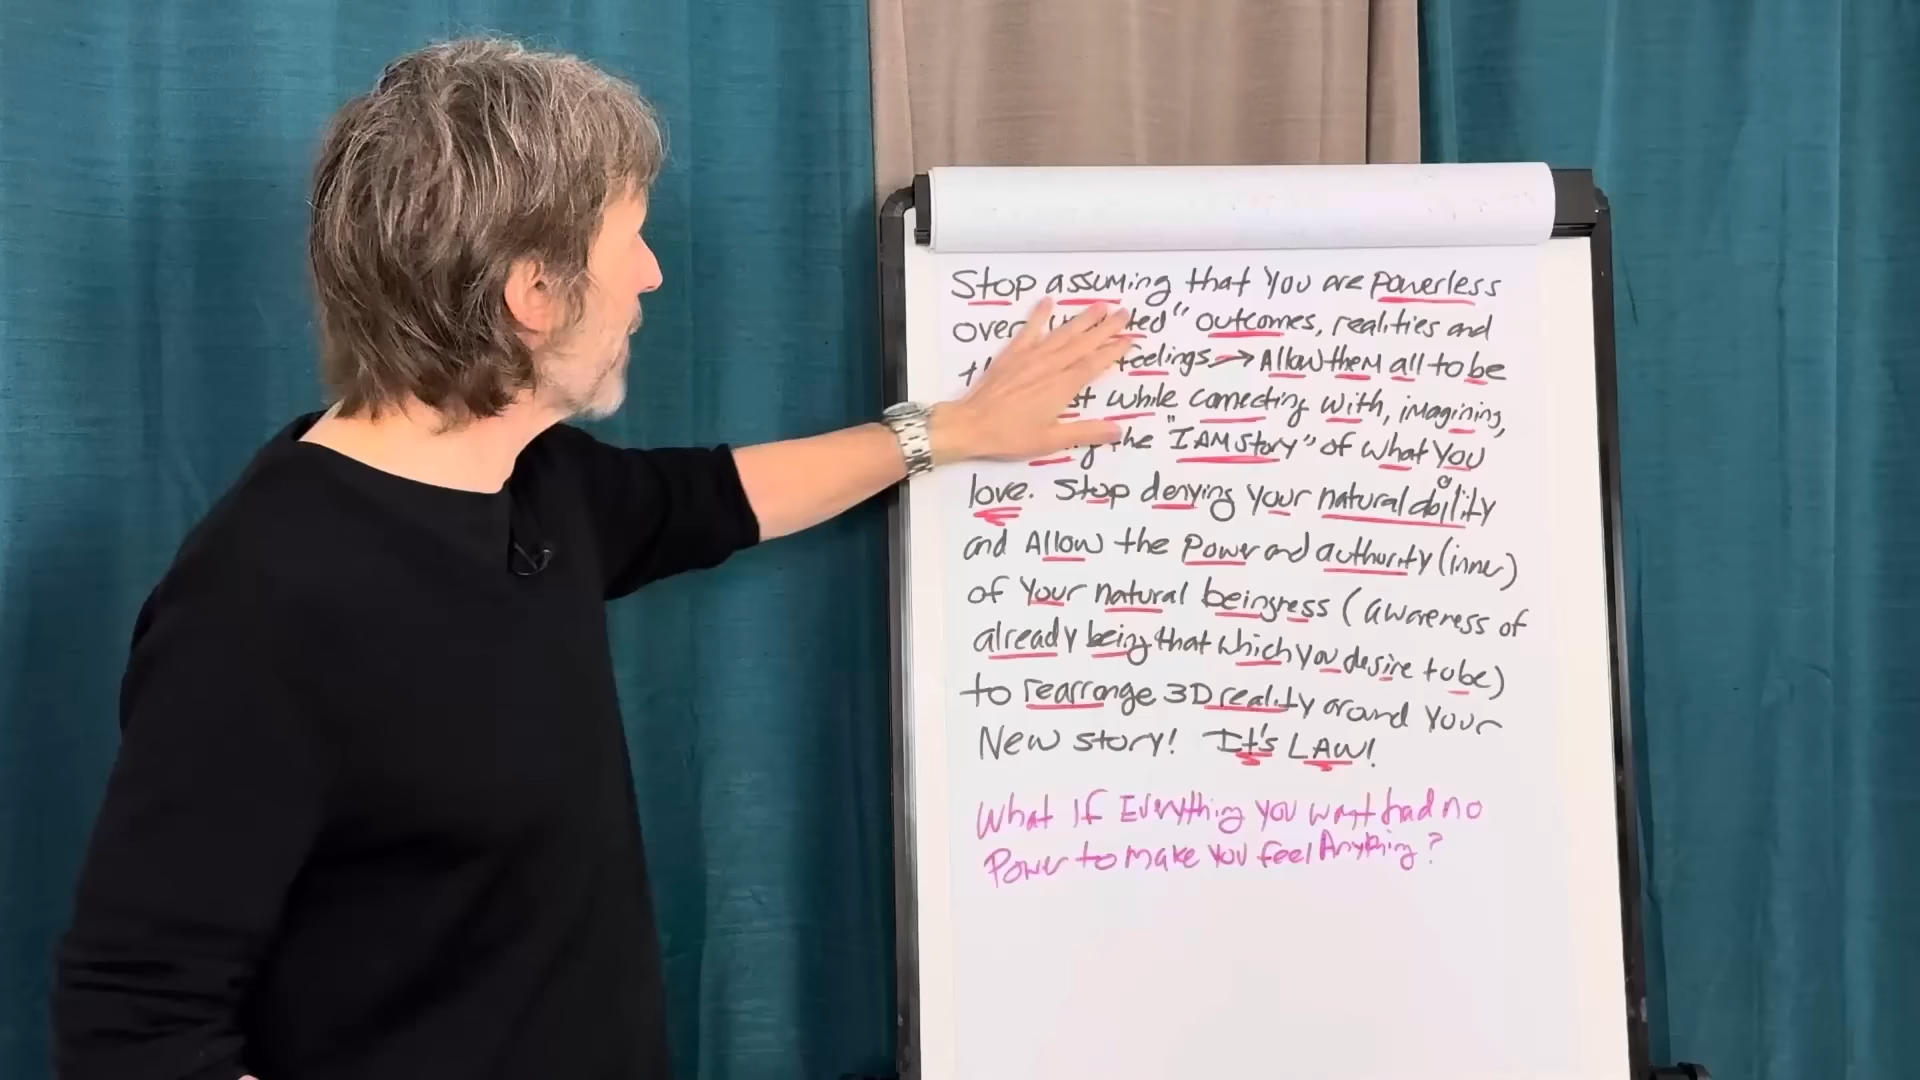 Stop assuming that You are powerless
over outcomes, realities and
feelings → Allow them all to be
while connecting with, imagining,
the "I AM Story" of what You
love. Stop denying your natural ability
and Allow the power and authority (inner)
of Your natural beingness (awareness of
already being that which you desire to be)
to rearrange 3D reality around Your
New story! It's LAW!
What If Everything you want had no
Power to make You feel Anything?